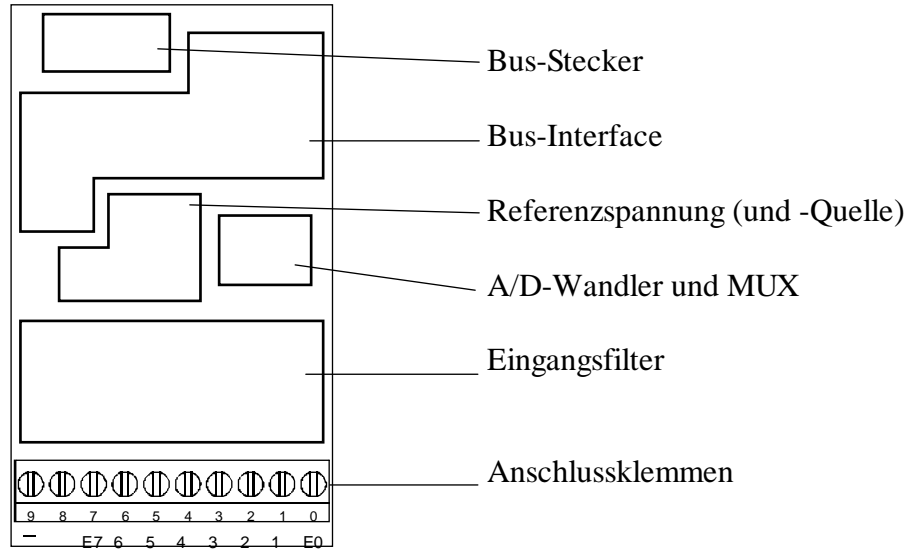 Bus-Stecker
Bus-Interface
Referenzspannung (und -Quelle)
A/D-Wandler und MUX
Eingangsfilter
Anschlussklemmen
9 8 7 6 5 4 3 2 1 0
– E7 6 5 4 3 2 1 E0